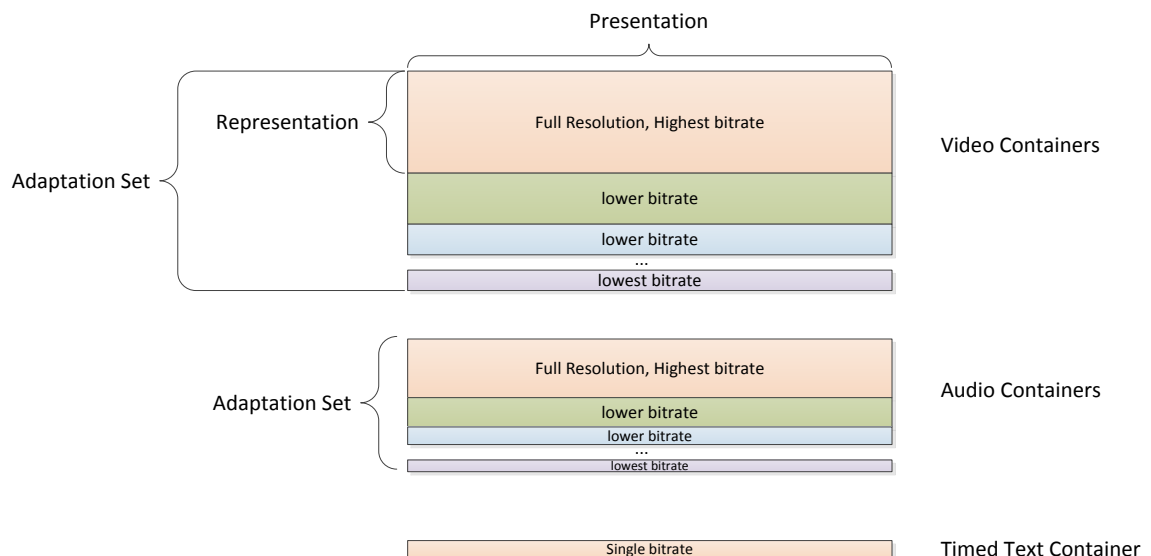 Presentation
Full Resolution, Highest bitrate
Representation
Video Containers
Adaptation Set
lower bitrate
lower bitrate
...
lowest bitrate
Full Resolution, Highest bitrate
Adaptation Set
Audio Containers
lower bitrate
lower bitrate
...
lowest bitrate
Single bitrate
Timed Text Container